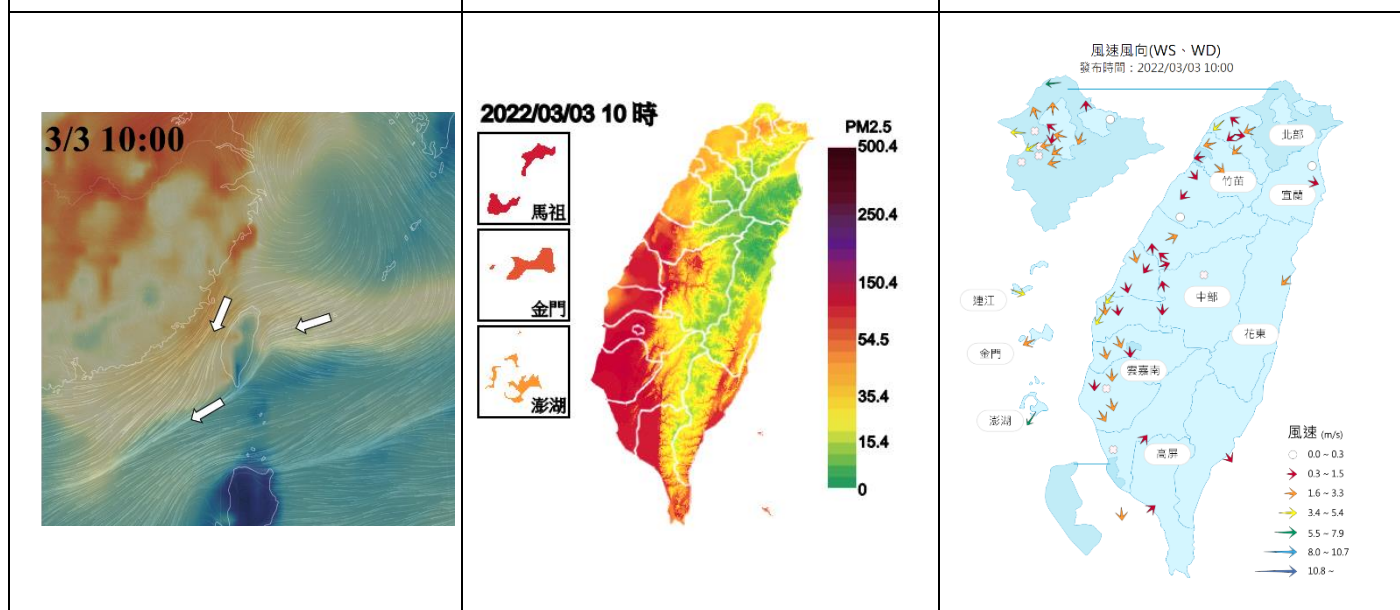 3/3 10:00
2022/03/03 10 時
馬祖
金門
澎湖
PM2.5
500.4
250.4
150.4
54.5
35.4
15.4
0
風速風向(WS、WD)
發布時間：2022/03/03 10:00
北部
竹苗
宜蘭
連江
中部
花東
金門
雲嘉南
澎湖
高屏
風速 (m/s)
0.0 ~ 0.3
0.3 ~ 1.5
1.6 ~ 3.3
3.4 ~ 5.4
5.5 ~ 7.9
8.0 ~ 10.7
10.8 ~